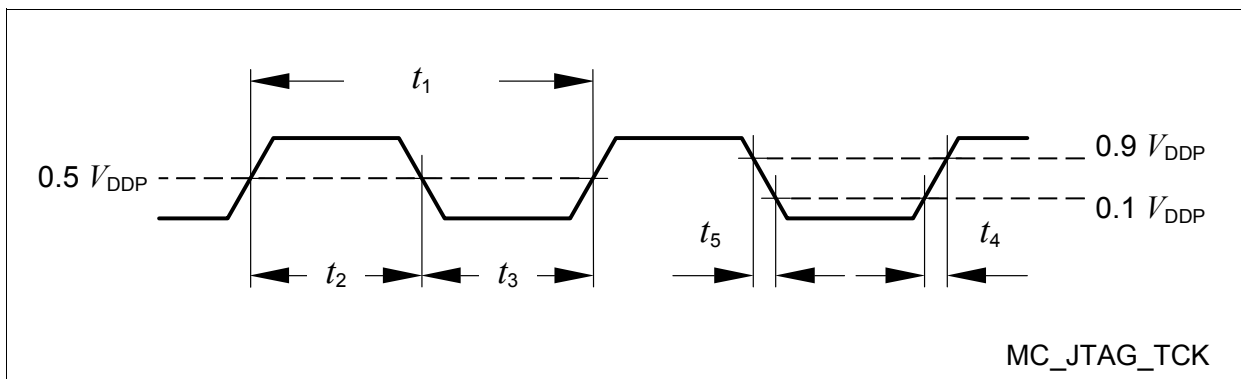 t1
0.9 VDDP
0.5 VDDP
0.1 VDDP
t5
t4
t2
t3
MC_JTAG_TCK